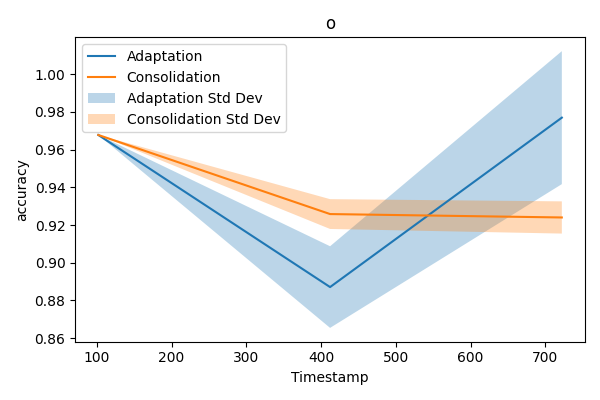 o
Adaptation
Consolidation
Adaptation Std Dev
Consolidation Std Dev
accuracy
1.00
0.98
0.96
0.94
0.92
0.90
0.88
0.86
100 200 300 400 500 600 700
Timestamp